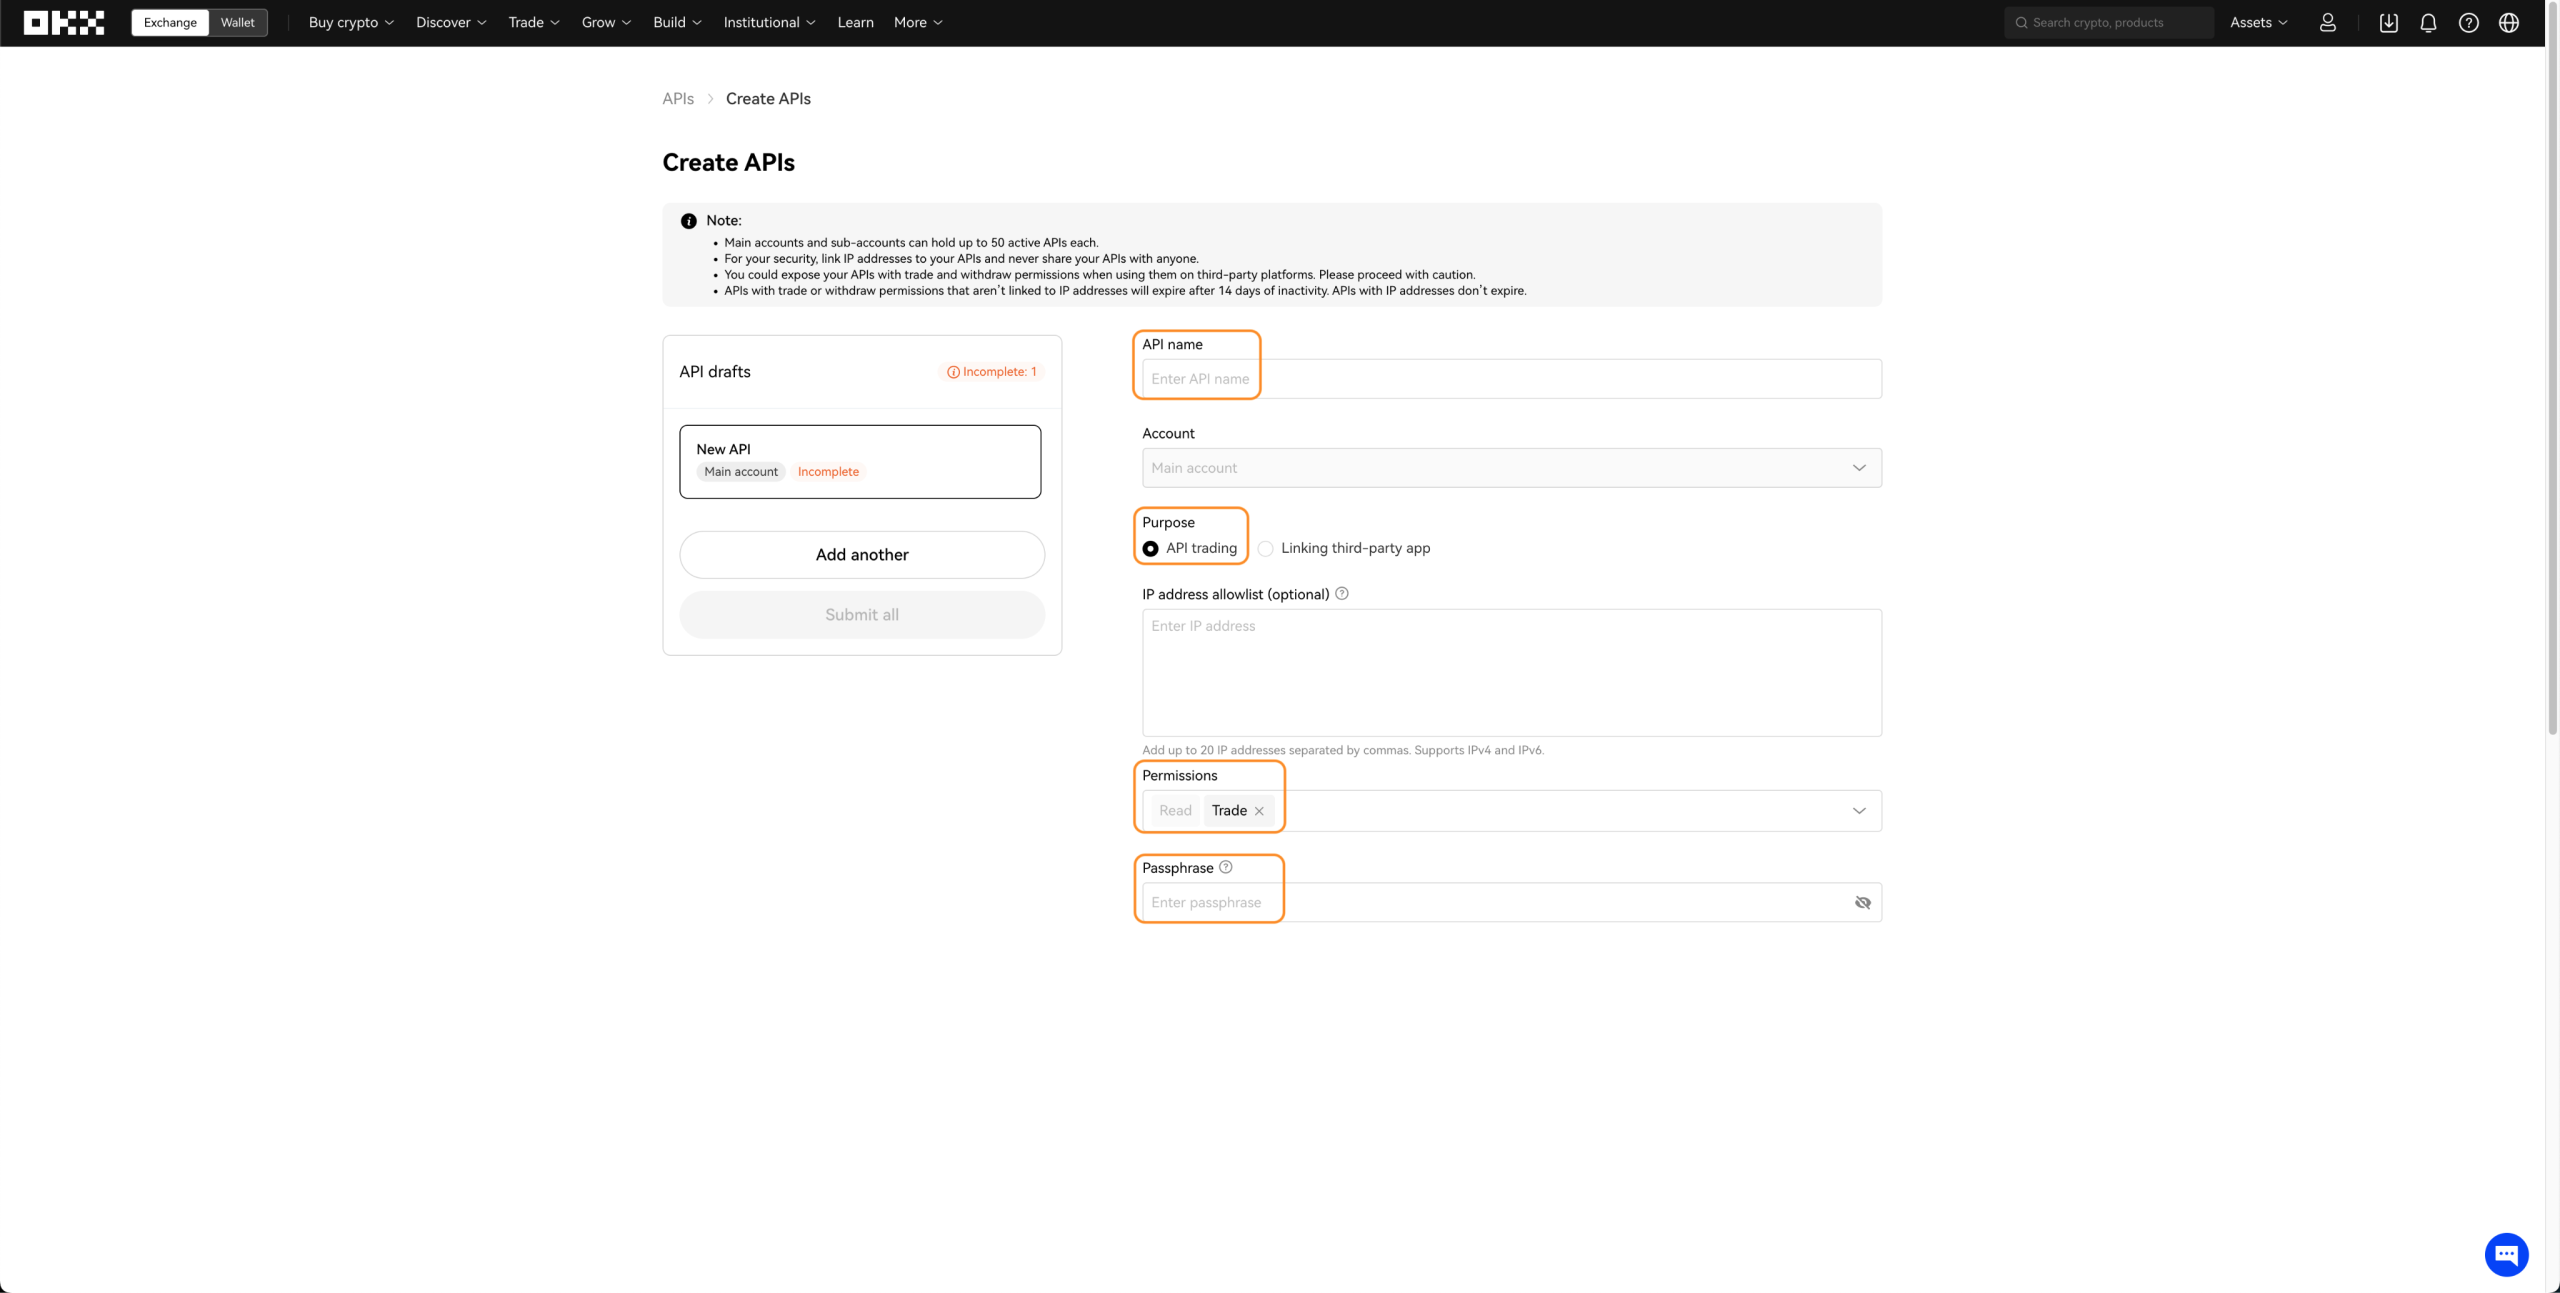 OKX Exchange Wallet Buy crypto Discover Trade Grow Build Institutional Learn More Search crypto, products Assets
APIs Create APIs
Create APIs
Note:
• Main accounts and sub-accounts can hold up to 50 active APIs each.
• For your security, link IP addresses to your APIs and never share your APIs with anyone.
• You could expose your APIs with trade and withdraw permissions when using them on third-party platforms. Please proceed with caution.
• APIs with trade or withdraw permissions that aren't linked to IP addresses will expire after 14 days of inactivity. APIs with IP addresses don't expire.
API drafts Incomplete: 1
New API
Main account Incomplete
Add another
Submit all
API name
Enter API name
Account
Main account
Purpose
API trading Linking third-party app
IP address allowlist (optional)
Enter IP address
Add up to 20 IP addresses separated by commas. Supports IPv4 and IPv6.
Permissions
Read Trade
Passphrase
Enter passphrase